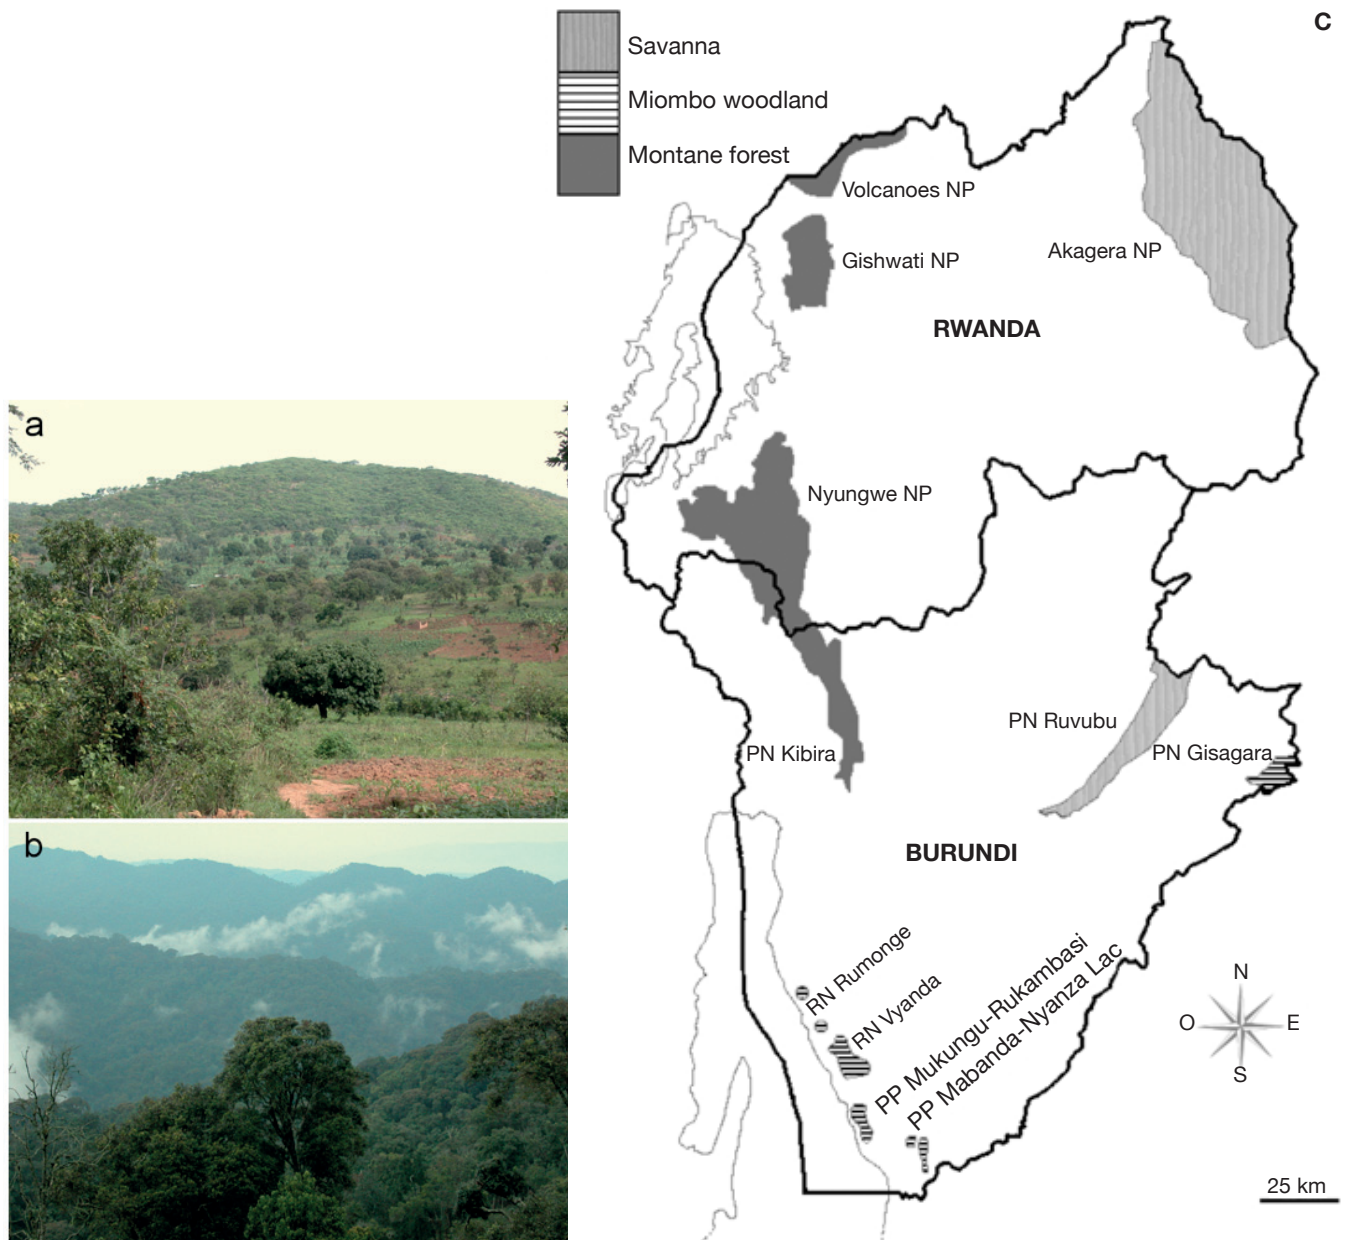 C
Savanna
Miombo woodland
Montane forest
Volcanoes NP
Gishwati NP
Akagera NP
RWANDA
a
Nyungwe NP
PN Ruvubu
PN Gisagara
PN Kibira
b
BURUNDI
RN Rumonge
RN Vyanda
PP Mukungu-Rukambasi
PP Mabanda-Nyanza Lac
N
O
E
S
25 km